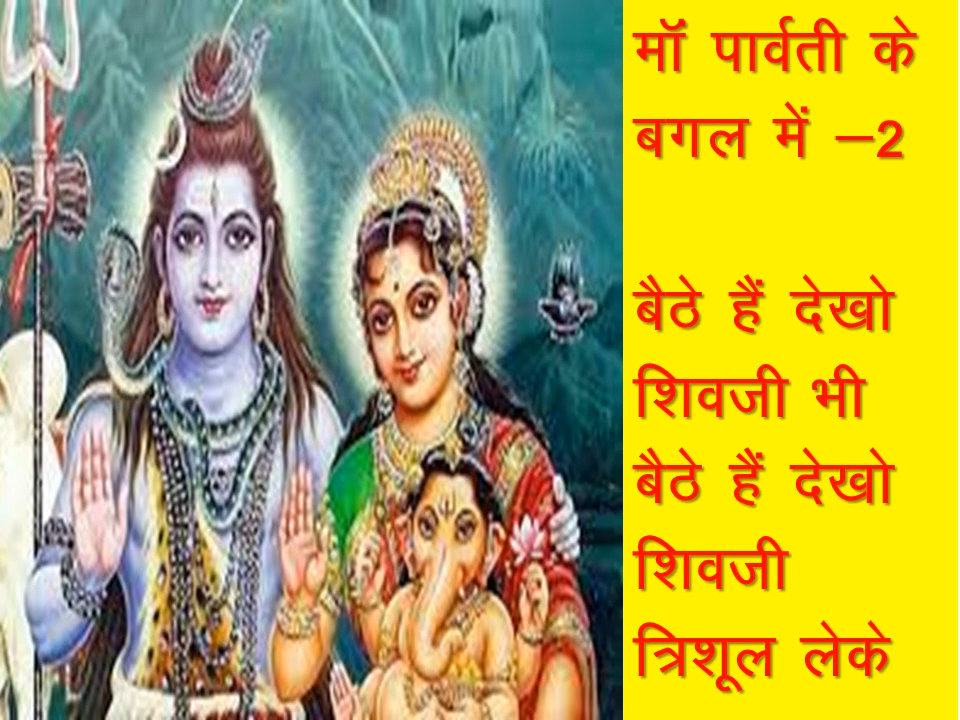 मॉ पार्वती के
बगल में –2
बैठे हैं देखो
शिवजी भी
बैठे हैं देखो
शिवजी
त्रिशूल लेके